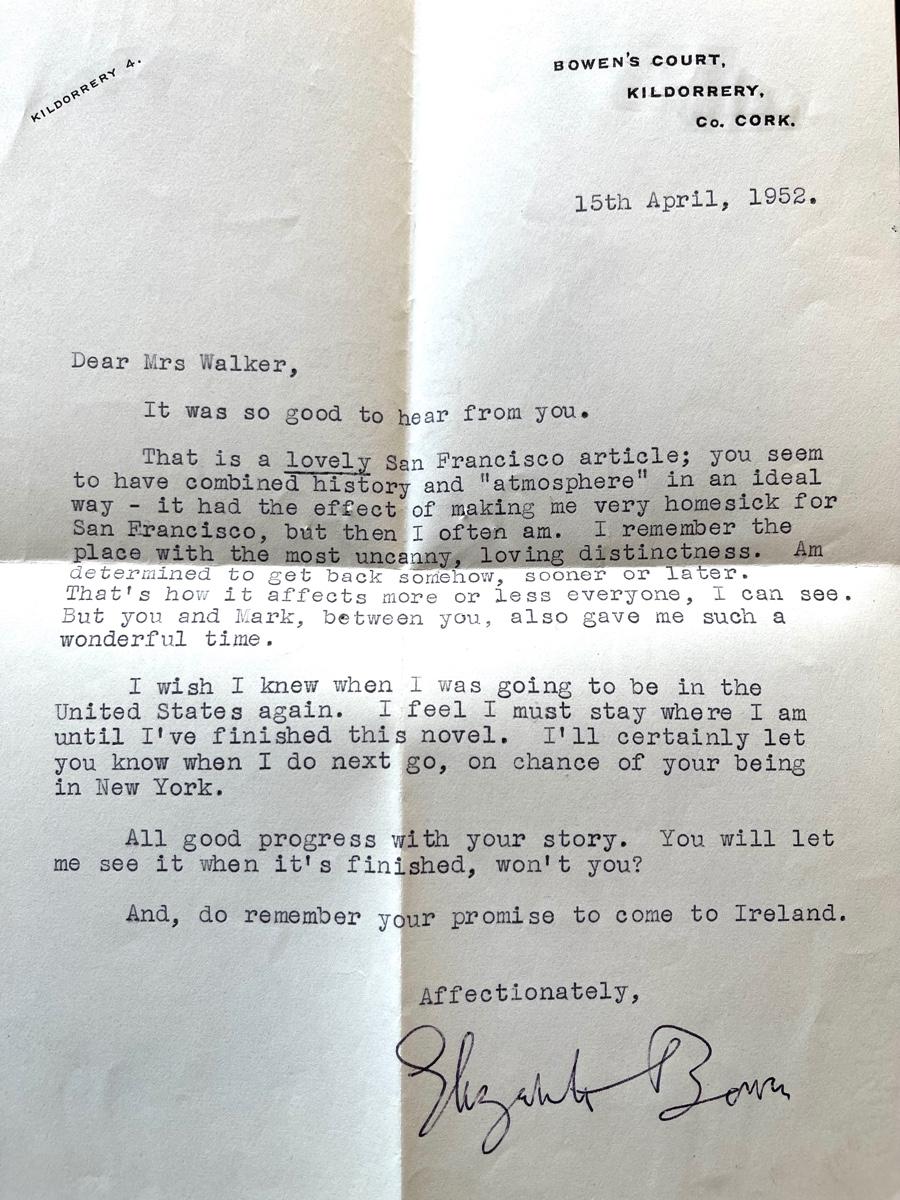 KILDORRERY 4.
BOWEN'S COURT,
KILDORRERY,
Co. CORK.
15th April, 1952.
Dear Mrs Walker,
It was so good to hear from you.
That is a lovely San Francisco article; you seem
to have combined history and "atmosphere" in an ideal
way - it had the effect of making me very homesick for
San Francisco, but then I often am. I remember the
place with the most uncanny, loving distinctness. Am
determined to get back somehow, sooner or later.
That's how it affects more or less everyone, I can see.
But you and Mark, between you, also gave me such a
wonderful time.
I wish I knew when I was going to be in the
United States again. I feel I must stay where I am
until I've finished this novel. I'll certainly let
you know when I do next go, on chance of your being
in New York.
All good progress with your story. You will let
me see it when it's finished, won't you?
And, do remember your promise to come to Ireland.
Affectionately,
Elizabeth Bowen